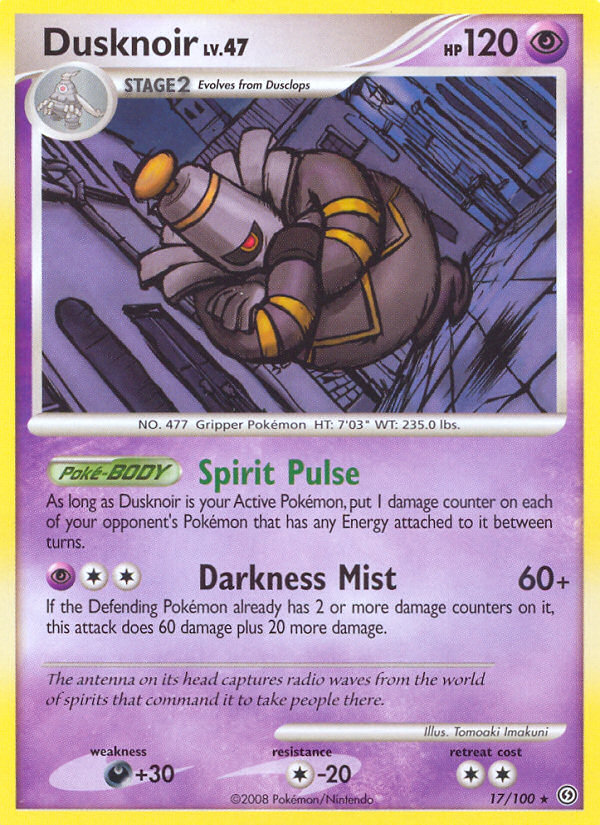 Dusknoir LV.47 HP 120
STAGE2 Evolves from Dusclops
NO. 477 Gripper Pokémon HT: 7'03" WT: 235.0 lbs.
Poké-BODY Spirit Pulse
As long as Dusknoir is your Active Pokémon, put 1 damage counter on each
of your opponent's Pokémon that has any Energy attached to it between
turns.
Darkness Mist 60+
If the Defending Pokémon already has 2 or more damage counters on it,
this attack does 60 damage plus 20 more damage.
The antenna on its head captures radio waves from the world
of spirits that command it to take people there.
Illus. Tomoaki Imakuni
weakness resistance retreat cost
+30 -20
©2008 Pokémon/Nintendo 17/100 ★